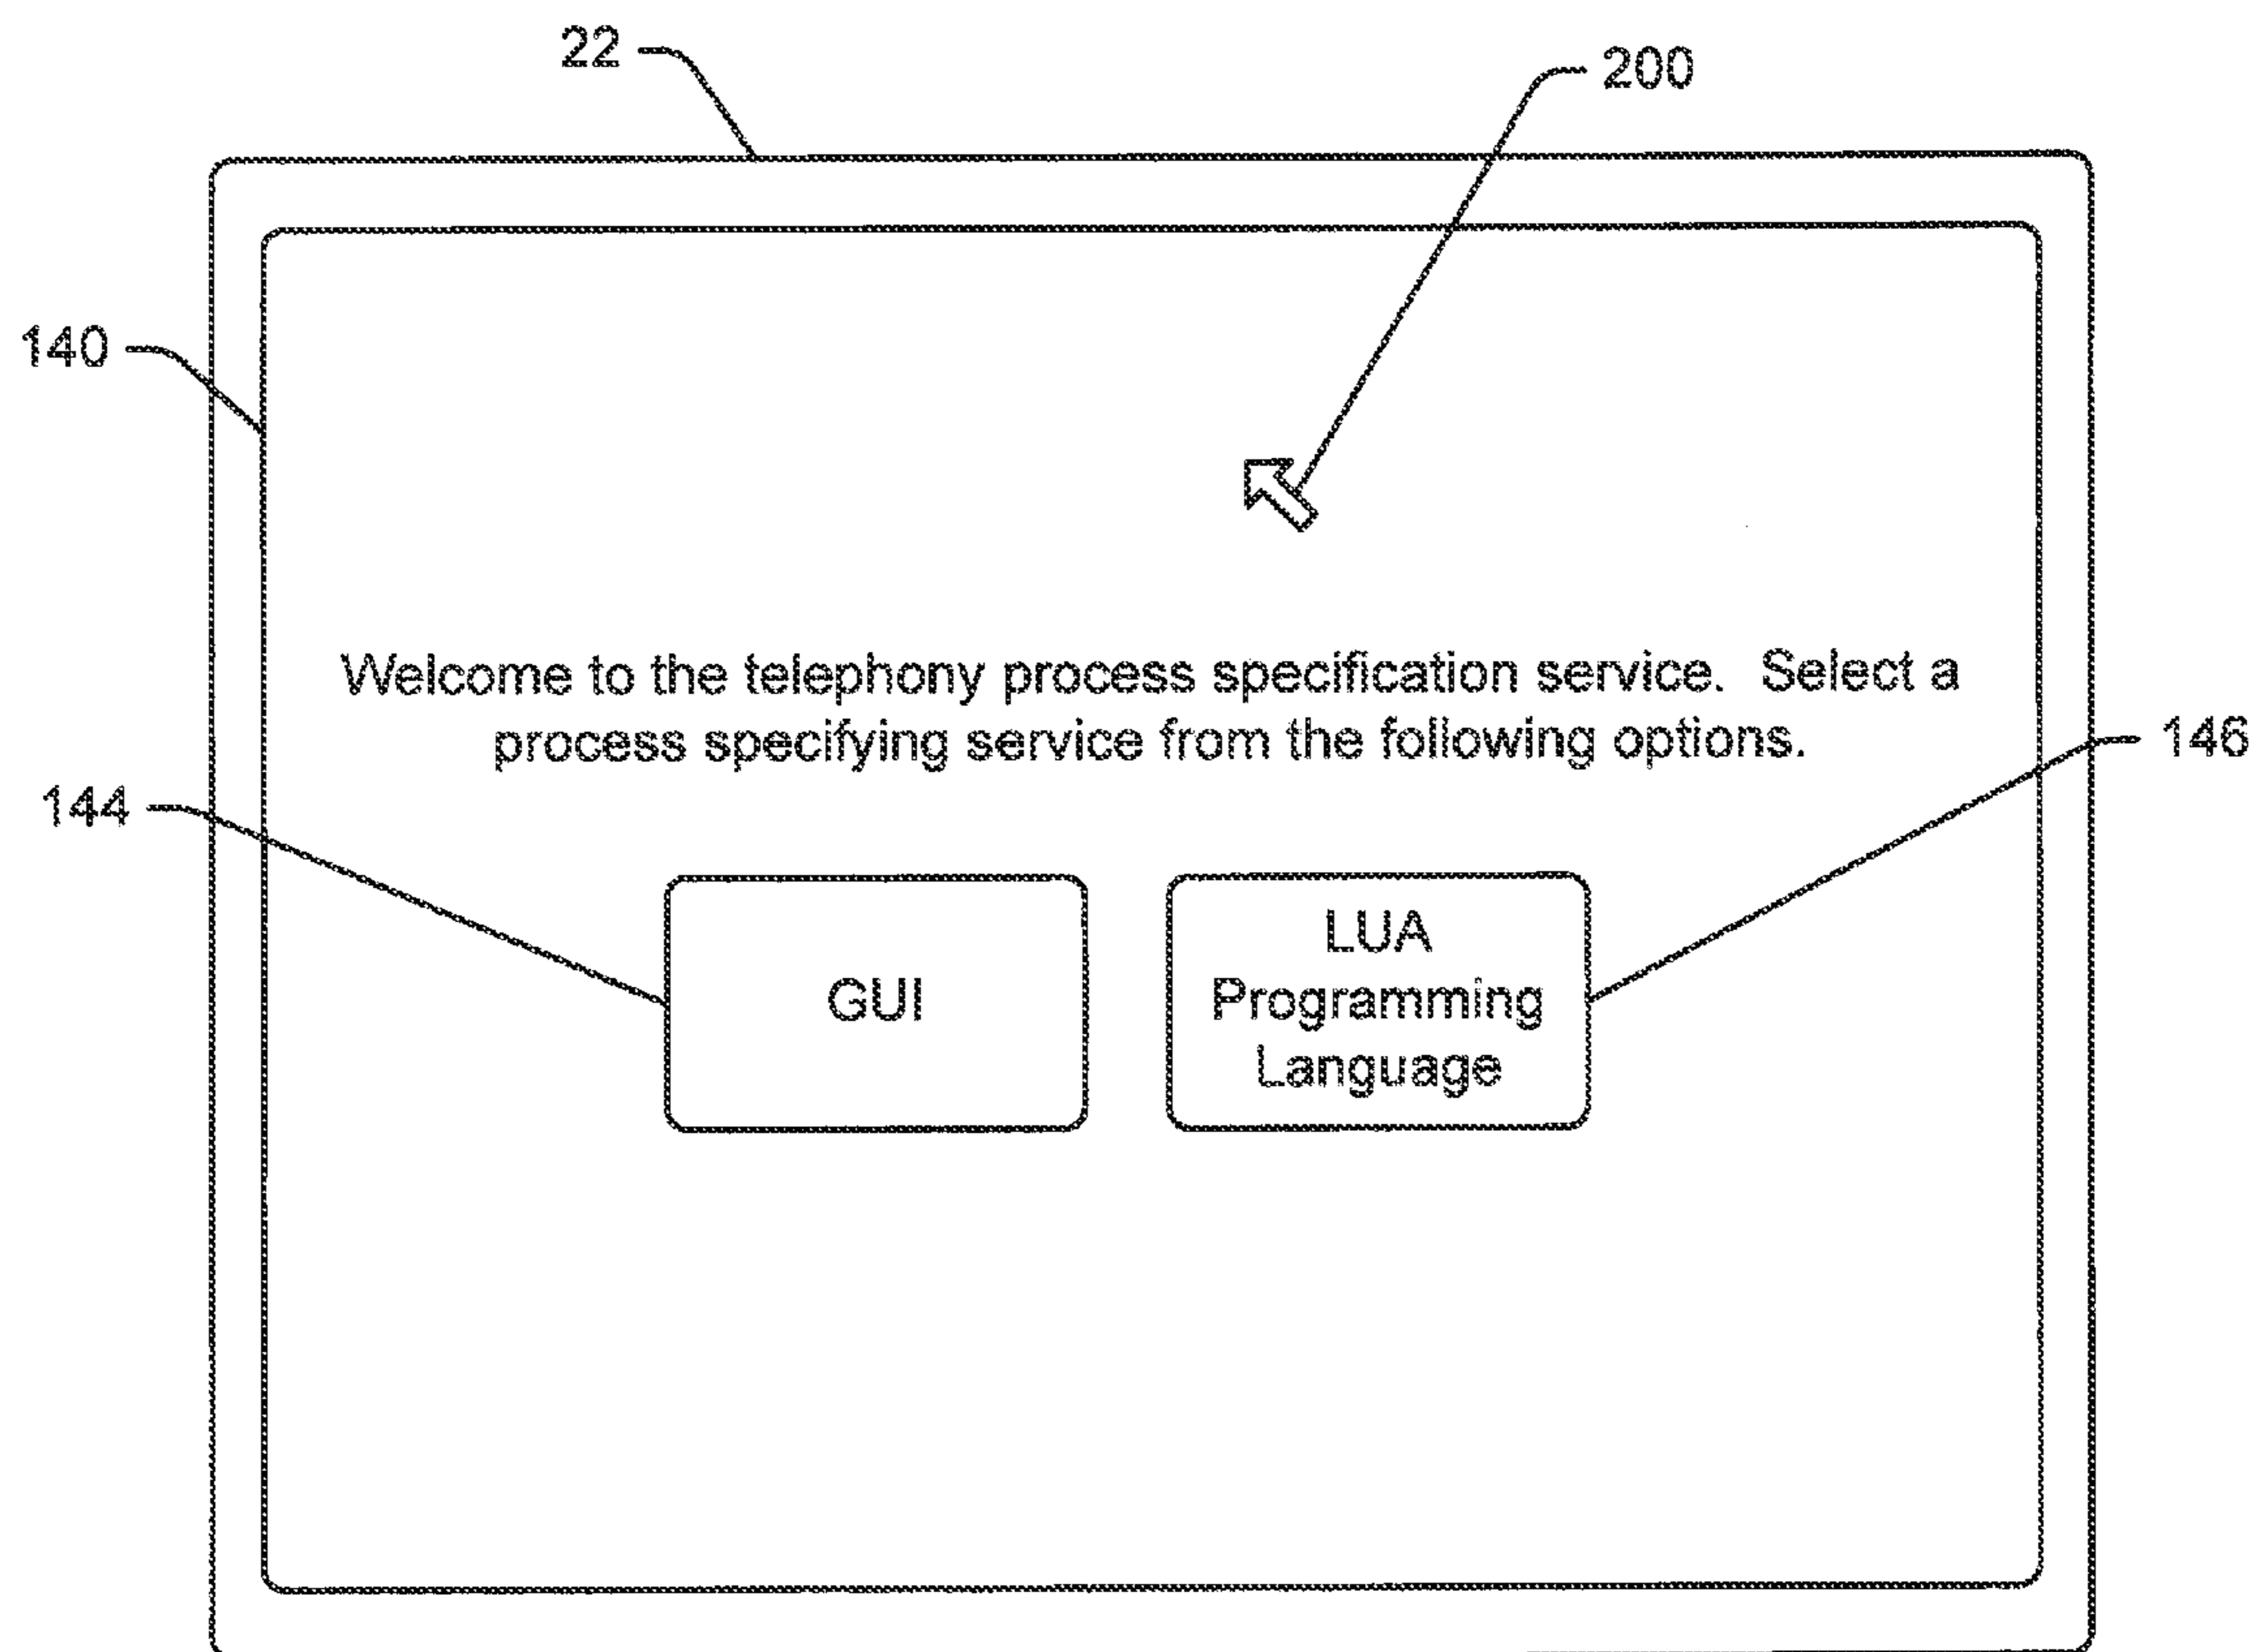 22
200
140
Welcome to the telephony process specification service. Select a
process specifying service from the following options.
146
144
GUI
LUA
Programming
Language